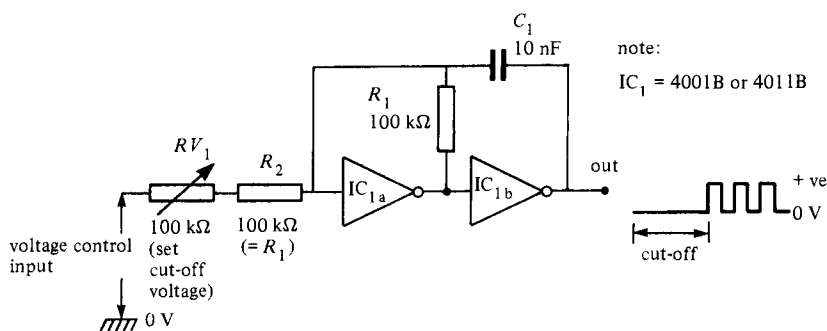 C1
10 nF
note:
IC1 = 4001B or 4011B
R1
100 kΩ
RV1
R2
IC1a
IC1b
out
+ ve
0 V
100 kΩ
(set
cut-off
voltage)
100 kΩ
(= R1)
voltage control
input
cut-off
0 V